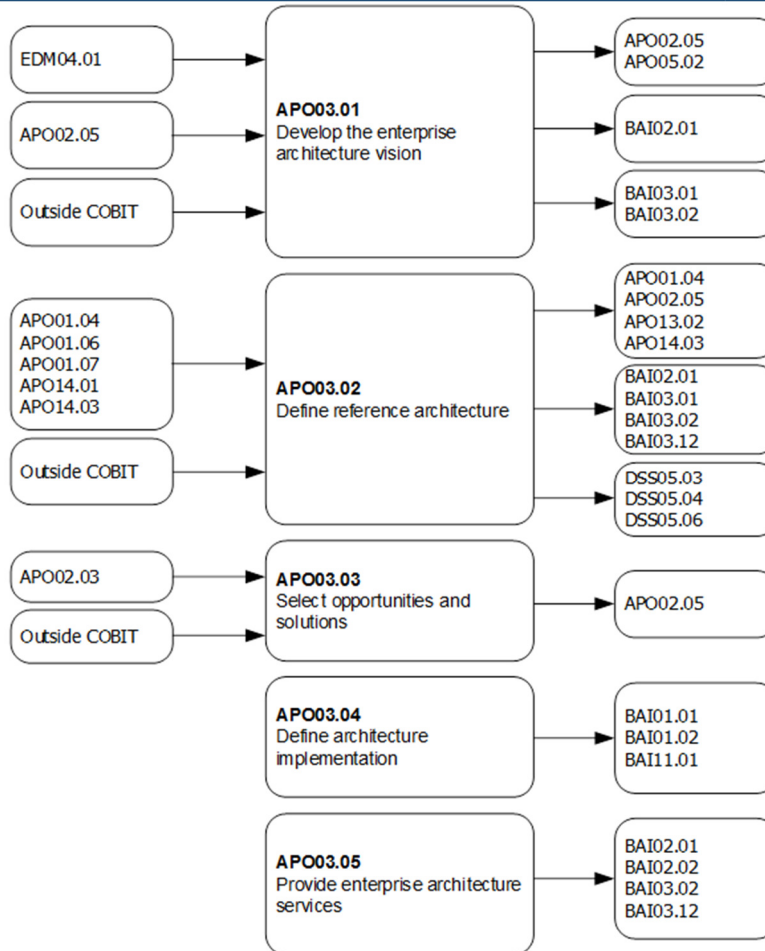 EDM04.01
APO02.05
Outside COBIT
APO03.01
Develop the enterprise
architecture vision
APO02.05
APO05.02
BAI02.01
BAI03.01
BAI03.02
APO01.04
APO01.06
APO01.07
APO14.01
APO14.03
Outside COBIT
APO03.02
Define reference architecture
APO01.04
APO02.05
APO13.02
APO14.03
BAI02.01
BAI03.01
BAI03.02
BAI03.12
DSS05.03
DSS05.04
DSS05.06
APO02.03
Outside COBIT
APO03.03
Select opportunities and
solutions
APO02.05
APO03.04
Define architecture
implementation
BAI01.01
BAI01.02
BAI11.01
APO03.05
Provide enterprise architecture
services
BAI02.01
BAI02.02
BAI03.02
BAI03.12